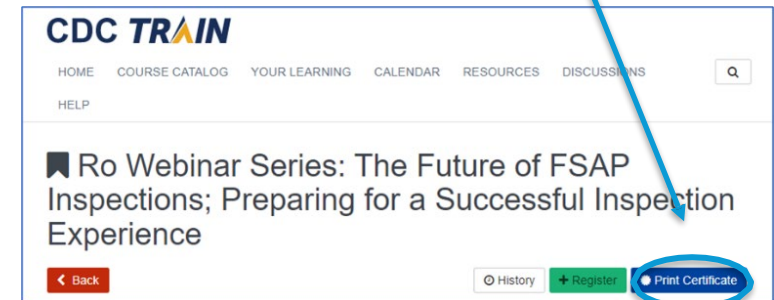 CDC TRAIN
HOME COURSE CATALOG YOUR LEARNING CALENDAR RESOURCES DISCUSSIONS
HELP
Ro Webinar Series: The Future of FSAP
Inspections; Preparing for a Successful Inspection
Experience
Back History + Register Print Certificate